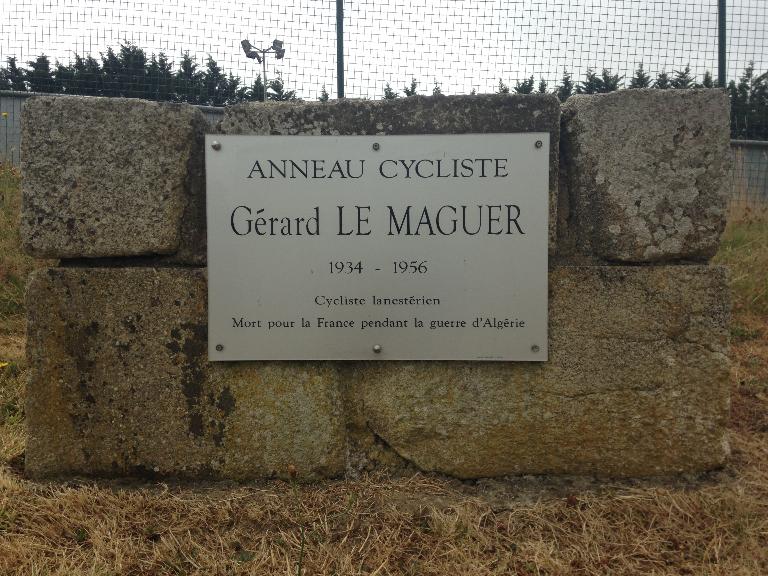 ANNEAU CYCLISTE
Gérard LE MAGUER
1934 - 1956
Cycliste lanestérien
Mort pour la France pendant la guerre d'Algérie